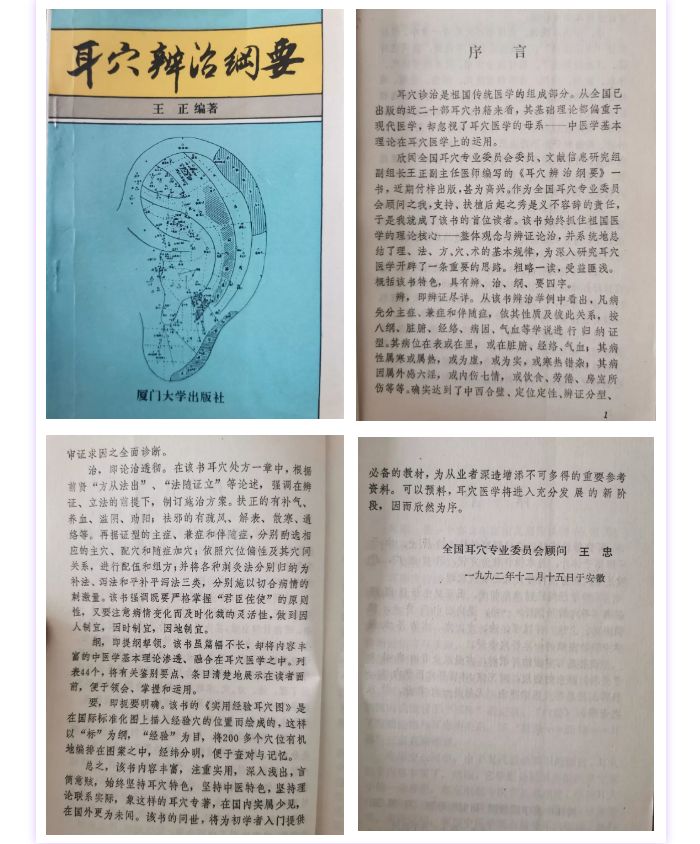 耳穴辨治纲要
王 正 编著
厦门大学出版社
序 言
耳穴诊治是祖国传统医学的组成部分。从全国已
出版的近二十部耳穴书籍来看，其基础理论都偏重于
现代医学，却忽视了耳穴医学的母系——中医学基本
理论在耳穴医学上的运用。
欣闻全国耳穴专业委员会委员、文献信息研究组
副组长王正副主任医师编写的《耳穴辨治纲要》一
书，近期付梓出版，甚为高兴。作为全国耳穴专业委员
会顾问之我，支持、扶植后起之秀是义不容辞的责任，
于是我就成了该书的首位读者。该书始终抓住祖国医
学的理论核心——整体观念与辨证论治，并系统地总
结了理、法、方、穴、术的基本规律，为深入研究耳穴
医学开辟了一条重要的思路。粗略一读，受益匪浅。
概括该书特色，具有辨、治、纲、要四字。
辨，即辨证尽详。从该书辨治举例中看出，凡病
先分主症、兼症和伴随症，依其性质及彼此关系，按
八纲、脏腑、经络、病因、气血等学说进行归纳证
型。其病位在表或在里，或在脏腑、经络、气血；其病
性属寒或属热，或为虚，或为实，或寒热错杂；其病
因属外感六淫，或内伤七情，或饮食、劳倦、房室所
伤等等。确实达到了中西合璧、定位定性、辨证分型、
1
审证求因之全面诊断。
治，即论治透彻。在该书耳穴处方一章中，根据
前贤“方从法出”、“法随证立”等论述，强调在辨
证、立法的前提下，制订施治方案。扶正的有补气、
养血、滋阴、助阳；祛邪的有疏风、解表、散寒、通
络等。再据证型的主症、兼症和伴随症，分别酌选相
应的主穴、配穴和随症加穴；依照穴位偏性及其穴间
关系，进行配伍和组方；并将各种刺灸法分别归纳为
补法、泻法和平补平泻法三类，分别施以切合病情的
刺激量。该书强调既要严格掌握“君臣佐使”的原则
性，又要注意病情变化而及时化裁的灵活性，做到因
人制宜，因时制宜，因地制宜。
纲，即提纲挈领。该书虽篇幅不长，却将内容丰
富的中医学基本理论渗透、融合在耳穴医学之中。列
表44个，将有关鉴别要点、条目清楚地展示在读者面
前，便于领会、掌握和运用。
要，即扼要明确。该书的《实用经验耳穴图》是
在国际标准化图上插入经验穴的位置而绘成的，这样
以“标”为纲，“经验”为目，将200多个穴位有机
地编排在图案之中，经纬分明，便于查对与记忆。
总之，该书内容丰富，注重实用，深入浅出，言
简意赅，始终坚持耳穴特色，坚持中医特色，坚持理
论联系实际，象这样的耳穴专著，在国内实属少见，
在国外更为未闻。该书的问世，将为初学者入门提供
必备的教材，为从业者深造增添不可多得的重要参考
资料。可以预料，耳穴医学将进入充分发展的新阶
段，因而欣然为序。
全国耳穴专业委员会顾问 王 忠
一九九二年十二月十五日于安徽